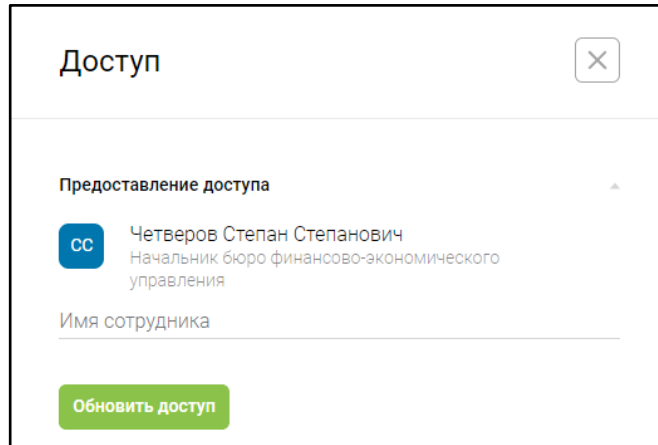 Доступ
Предоставление доступа
СС
Четверов Степан Степанович
Начальник бюро финансово-экономического
управления
Имя сотрудника
Обновить доступ